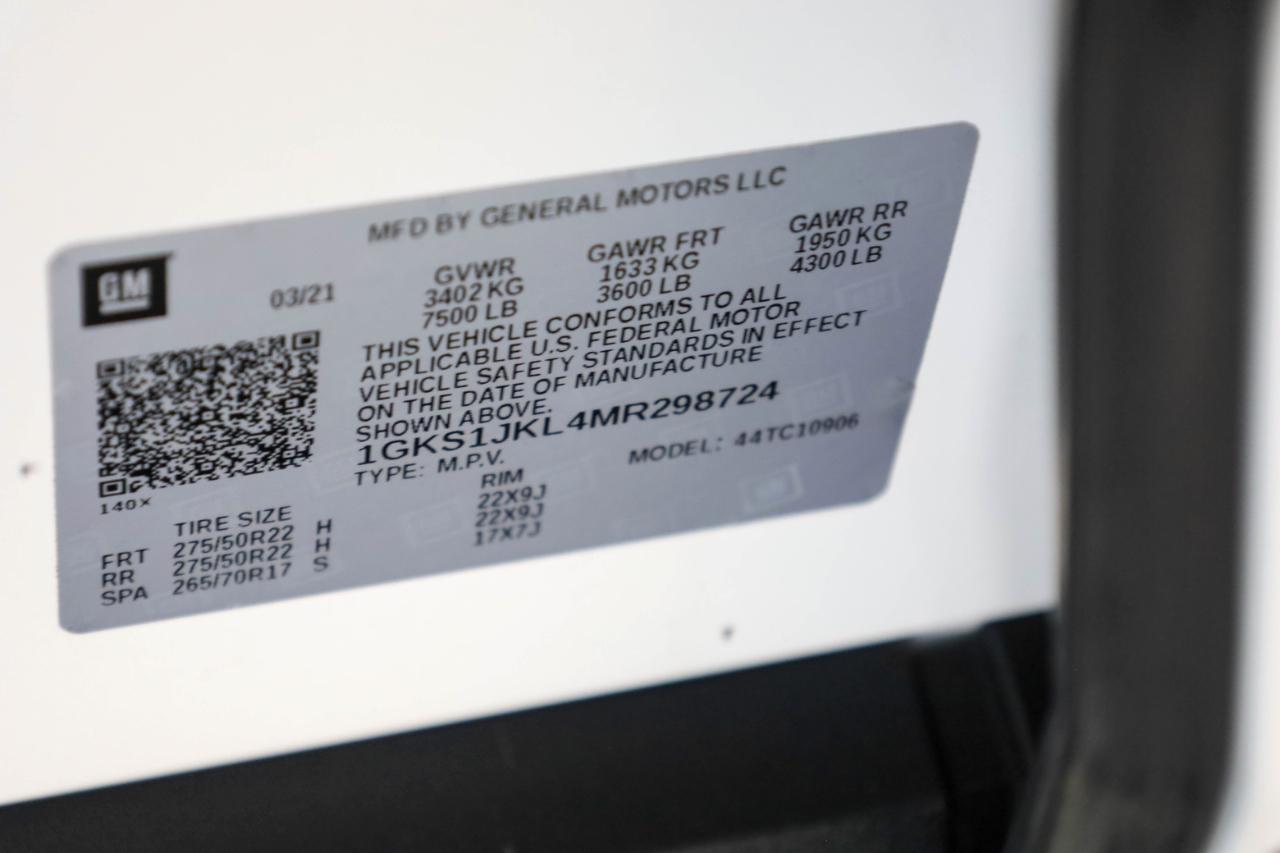 MFD BY GENERAL MOTORS LLC
GM
03/21
GVWR GAWR FRT GAWR RR
3402 KG 1633 KG 1950 KG
7500 LB 3600 LB 4300 LB
THIS VEHICLE CONFORMS TO ALL
APPLICABLE U.S. FEDERAL MOTOR
VEHICLE SAFETY STANDARDS IN EFFECT
ON THE DATE OF MANUFACTURE
SHOWN ABOVE.
1GKS1JKL4MR298724
TYPE: M.P.V. MODEL: 44TC10906
140X
TIRE SIZE RIM
FRT 275/50R22 H 22X9J
RR 275/50R22 H 22X9J
SPA 265/70R17 S 17X7J